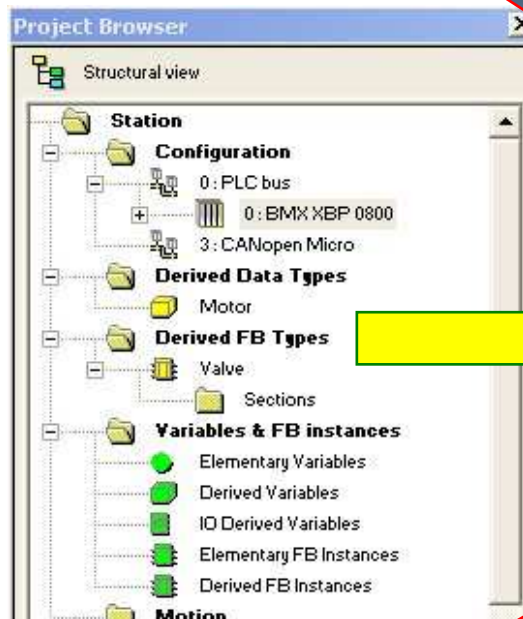 Project Browser
Structural view
Station
Configuration
0 : PLC bus
0 : BMX XBP 0800
3 : CANopen Micro
Derived Data Types
Motor
Derived FB Types
Valve
Sections
Variables & FB instances
Elementary Variables
Derived Variables
IO Derived Variables
Elementary FB Instances
Derived FB Instances
Motion